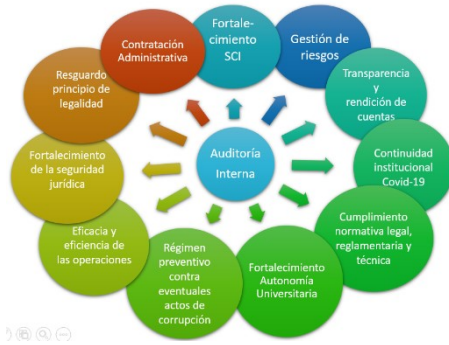 Fortale-
cimiento
SCI
Gestión de
riesgos
Transparencia
y
rendición de
cuentas
Continuidad
institucional
Covid-19
Cumplimiento
normativa legal,
reglamentaria y
técnica
Fortalecimiento
Autonomía
Universitaria
Régimen
preventivo
contra
eventuales
actos de
corrupción
Eficacia y
eficiencia de
las operaciones
Fortalecimiento
de la seguridad
jurídica
Resguardo
principio de
legalidad
Contratación
Administrativa
Auditoría
Interna